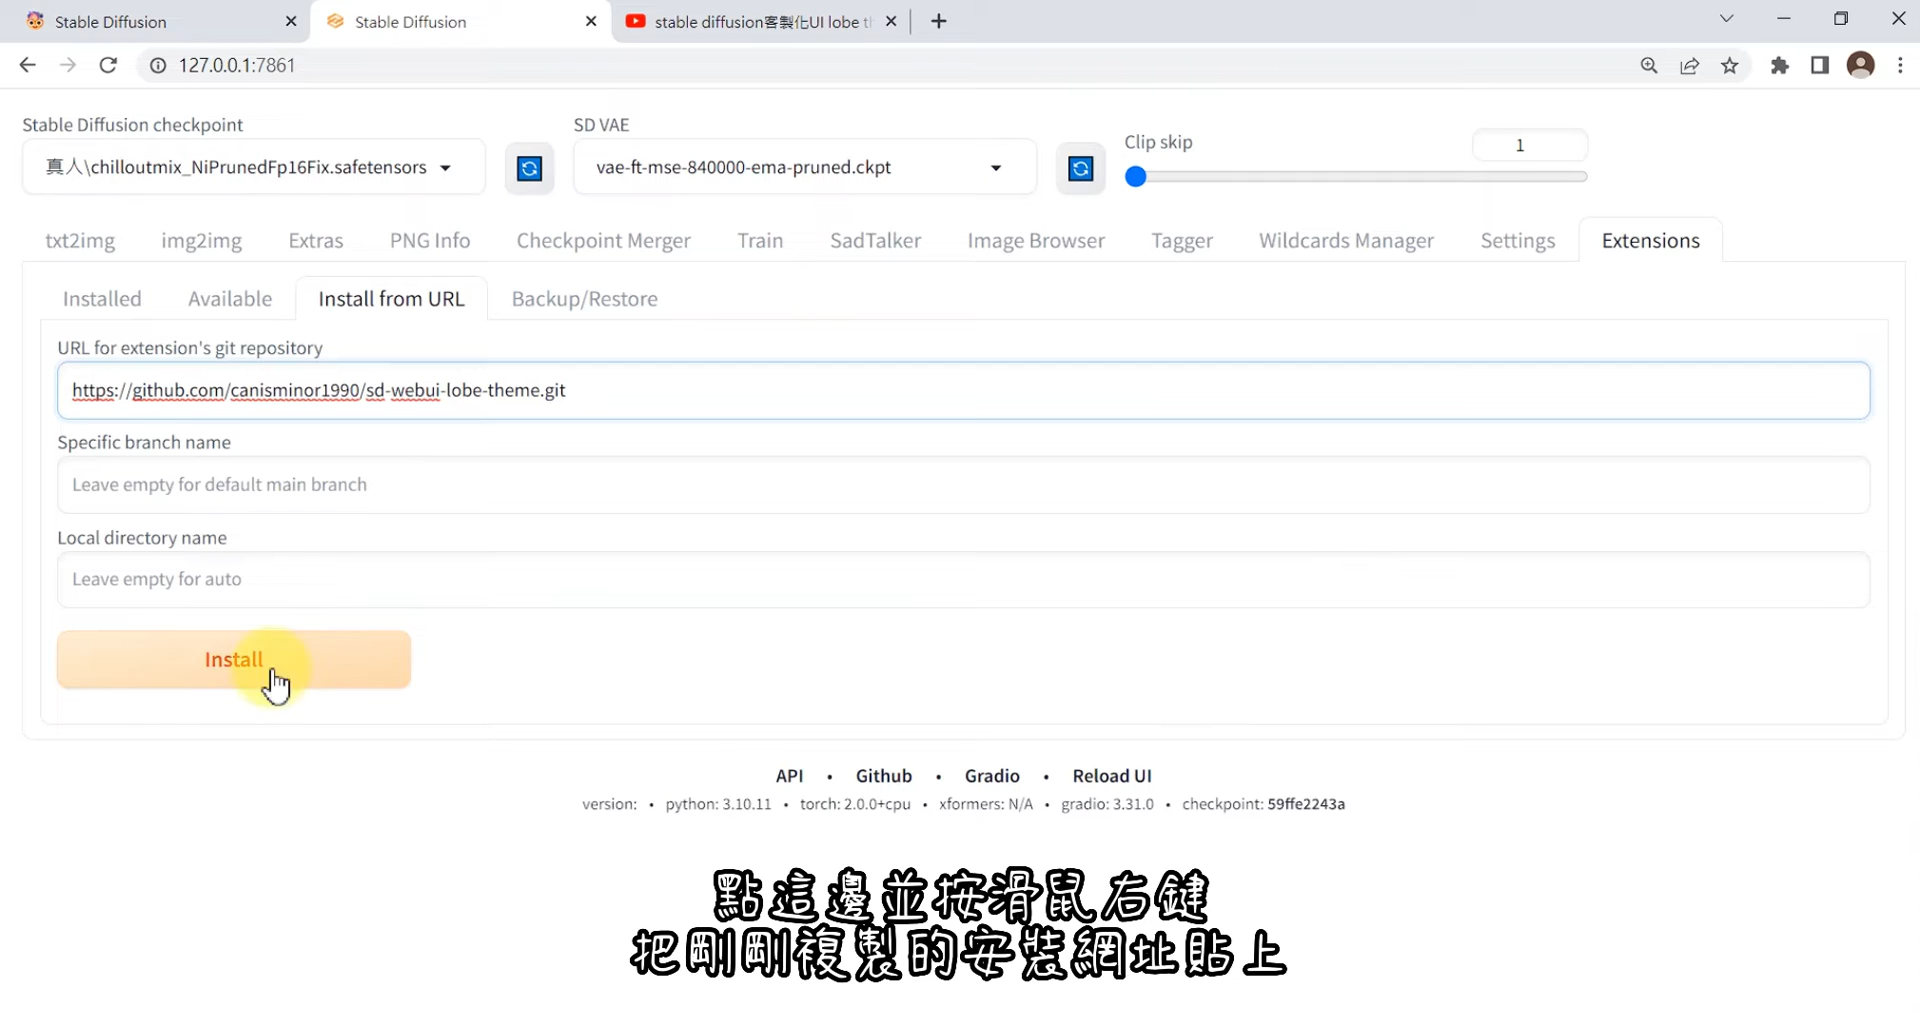 Stable Diffusion
Stable Diffusion
stable diffusion客製化UI lobe th
127.0.0.1:7861
Stable Diffusion checkpoint
SD VAE
Clip skip
1
真人\chilloutmix_NiPrunedFp16Fix.safetensors
vae-ft-mse-840000-ema-pruned.ckpt
txt2img img2img Extras PNG Info Checkpoint Merger Train SadTalker Image Browser Tagger Wildcards Manager Settings Extensions
Installed Available Install from URL Backup/Restore
URL for extension's git repository
https://github.com/canisminor1990/sd-webui-lobe-theme.git
Specific branch name
Leave empty for default main branch
Local directory name
Leave empty for auto
Install
API • Github • Gradio • Reload UI
version: • python: 3.10.11 • torch: 2.0.0+cpu • xformers: N/A • gradio: 3.31.0 • checkpoint: 59ffe2243a
點這邊並按滑鼠右鍵
把剛剛複製的安裝網址貼上